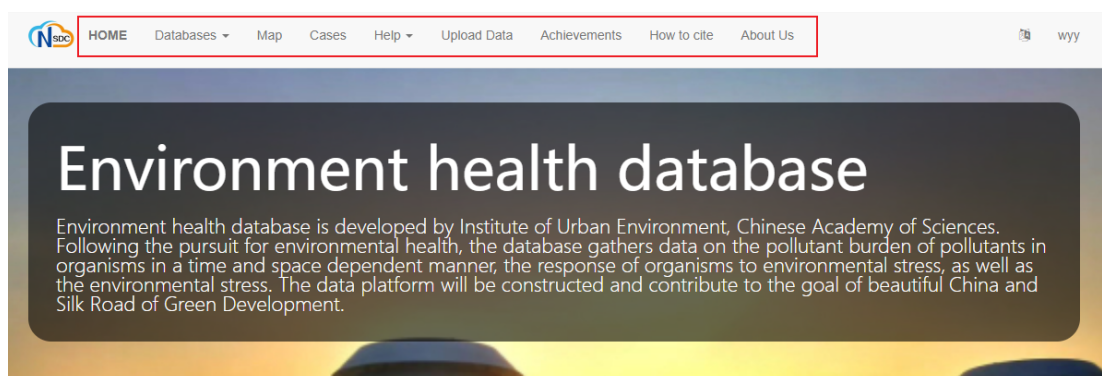 NSDC HOME Databases Map Cases Help Upload Data Achievements How to cite About Us wyy
Environment health database
Environment health database is developed by Institute of Urban Environment, Chinese Academy of Sciences.
Following the pursuit for environmental health, the database gathers data on the pollutant burden of pollutants in
organisms in a time and space dependent manner, the response of organisms to environmental stress, as well as
the environmental stress. The data platform will be constructed and contribute to the goal of beautiful China and
Silk Road of Green Development.